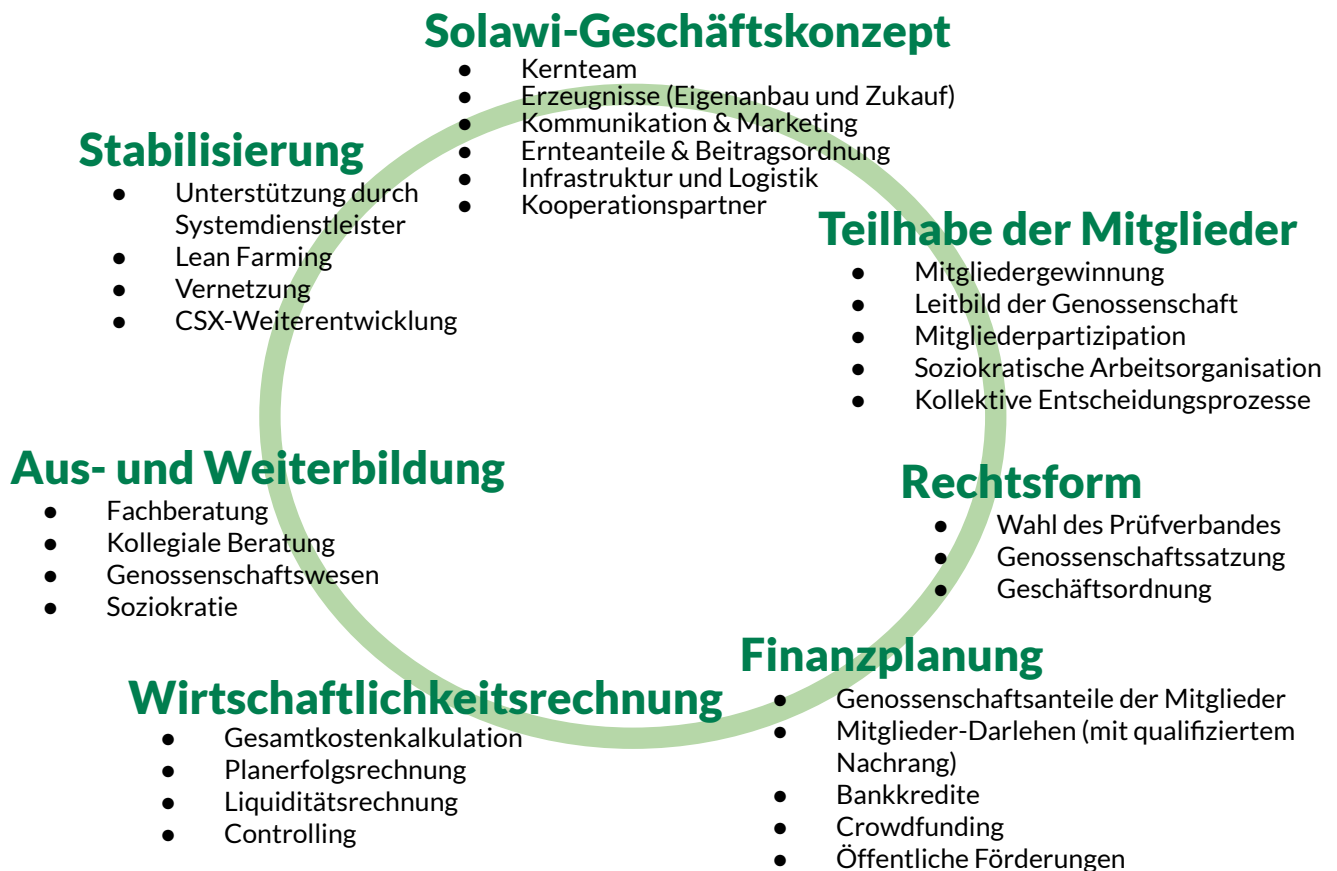 Solawi-Geschäftskonzept
● Kernteam
● Erzeugnisse (Eigenanbau und Zukauf)
● Kommunikation & Marketing
● Ernteanteile & Beitragsordnung
● Infrastruktur und Logistik
● Kooperationspartner
Teilhabe der Mitglieder
● Mitgliedergewinnung
● Leitbild der Genossenschaft
● Mitgliederpartizipation
● Soziokratische Arbeitsorganisation
● Kollektive Entscheidungsprozesse
Rechtsform
● Wahl des Prüfverbandes
● Genossenschaftssatzung
● Geschäftsordnung
Finanzplanung
● Genossenschaftsanteile der Mitglieder
● Mitglieder-Darlehen (mit qualifiziertem
Nachrang)
● Bankkredite
● Crowdfunding
● Öffentliche Förderungen
Wirtschaftlichkeitsrechnung
● Gesamtkostenkalkulation
● Planerfolgsrechnung
● Liquiditätsrechnung
● Controlling
Aus- und Weiterbildung
● Fachberatung
● Kollegiale Beratung
● Genossenschaftswesen
● Soziokratie
Stabilisierung
● Unterstützung durch
Systemdienstleister
● Lean Farming
● Vernetzung
● CSX-Weiterentwicklung